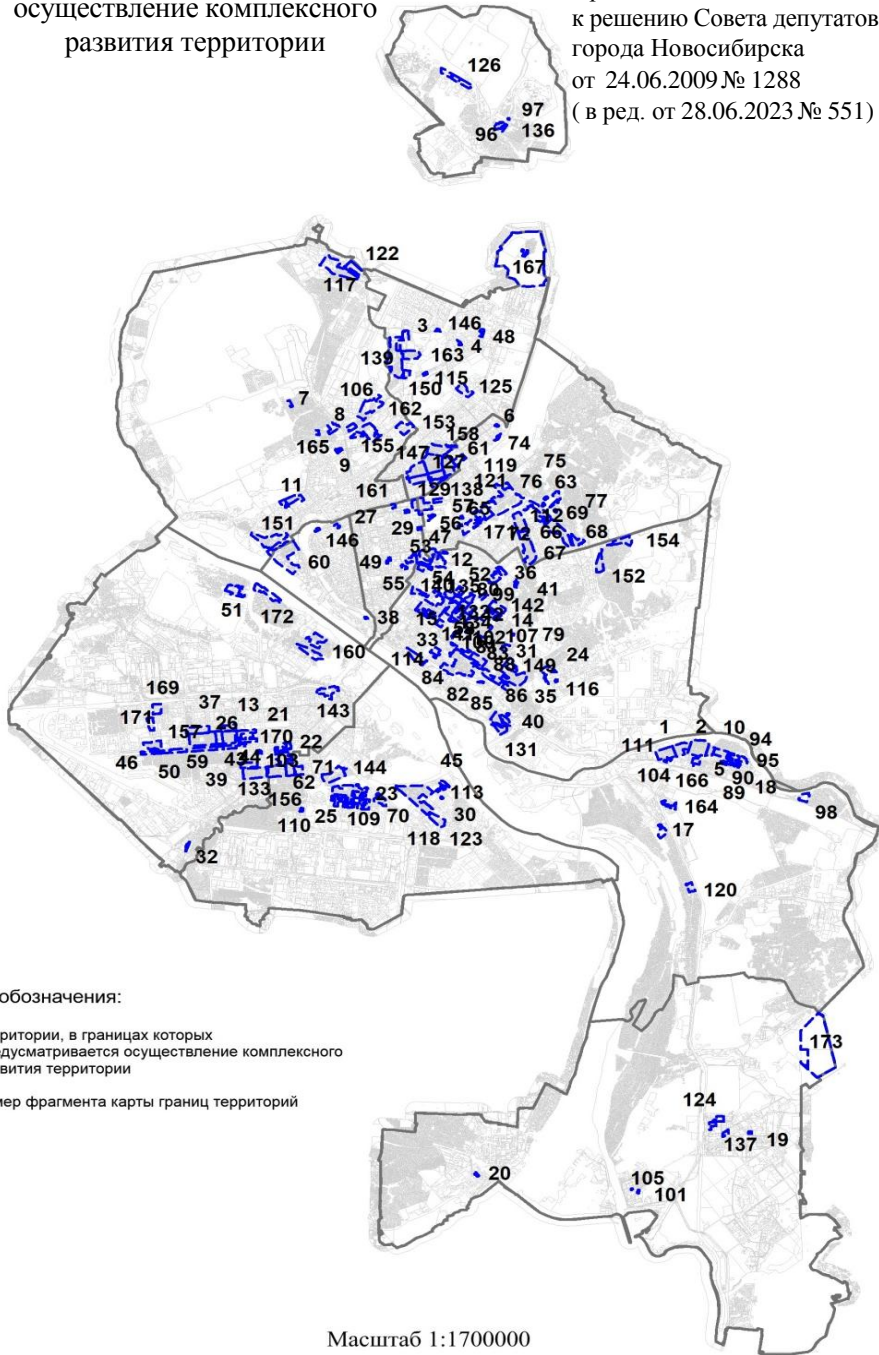 осуществление комплексного
развития территории
к решению Совета депутатов
города Новосибирска
от 24.06.2009 № 1288
( в ред. от 28.06.2023 № 551)
126
97
96 136
122
117
167
3 146 48
139 163 4
150 115 125
7
106
8 162 153 6
165 155 147 158 61 74
9 127 119 75
161 129 138 121 76 63
11 27 57 65 112 69 77
151 146 29 56 171 72 66 68
60 47 67 154
49 53 12 152
55 54 52 36
51 172 140 99 41
38 15 142
33 14
160 114 107 79
31 24
84 88 149
143 82 85 86 35 116
40
131
169 37 13
171 26 21
157 170 22
46 59 103
50 39 62 71 144 45
133 23 113
156 25 109 70 30
110 118 123
32
1 2 10
111 94
104 166 5 95
90 18
89
164 98
17
120
173
обозначения:
ритории, в границах которых
едусматривается осуществление комплексного
вития территории
мер фрагмента карты границ территорий
124
137 19
20
105
101
Масштаб 1:1700000